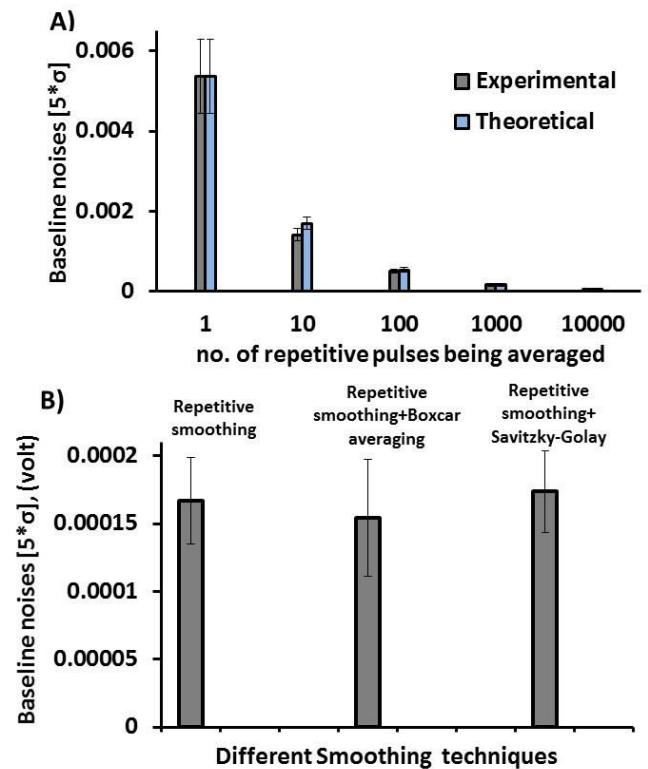 A)
Baseline noises [5*σ]
0.006
0.004
0.002
0
Experimental
Theoretical
1 10 100 1000 10000
no. of repetitive pulses being averaged
B)
Baseline noises [5*σ], (volt)
Repetitive
smoothing
Repetitive
smoothing+Boxcar
averaging
Repetitive
smoothing+
Savitzky-Golay
0.0002
0.00015
0.0001
0.00005
0
Different Smoothing techniques